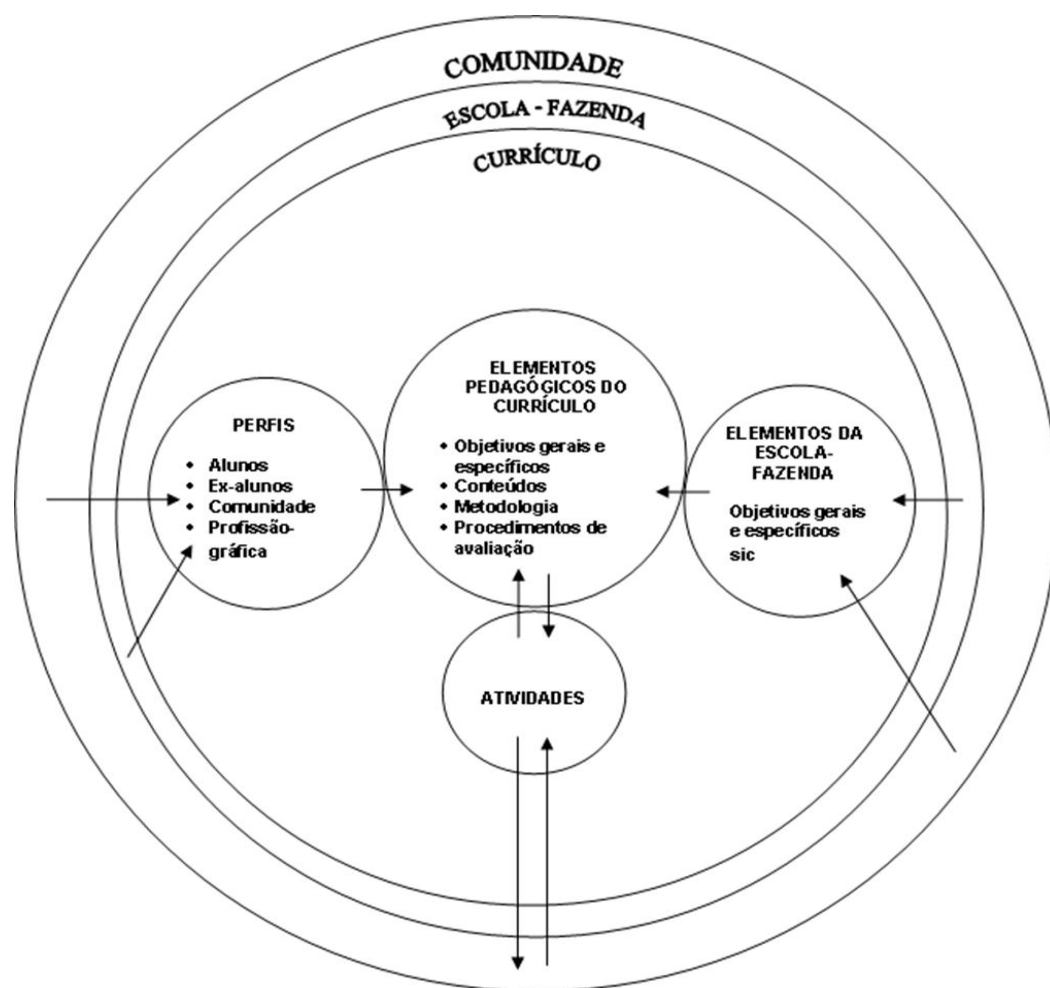 COMUNIDADE
ESCOLA - FAZENDA
CURRÍCULO
PERFIS
• Alunos
• Ex-alunos
• Comunidade
• Profissão-
gráfica
ELEMENTOS
PEDAGÓGICOS DO
CURRÍCULO
• Objetivos gerais e
específicos
• Conteúdos
• Metodologia
• Procedimentos de
avaliação
ELEMENTOS DA
ESCOLA-
FAZENDA
Objetivos gerais
e específicos
sic
ATIVIDADES